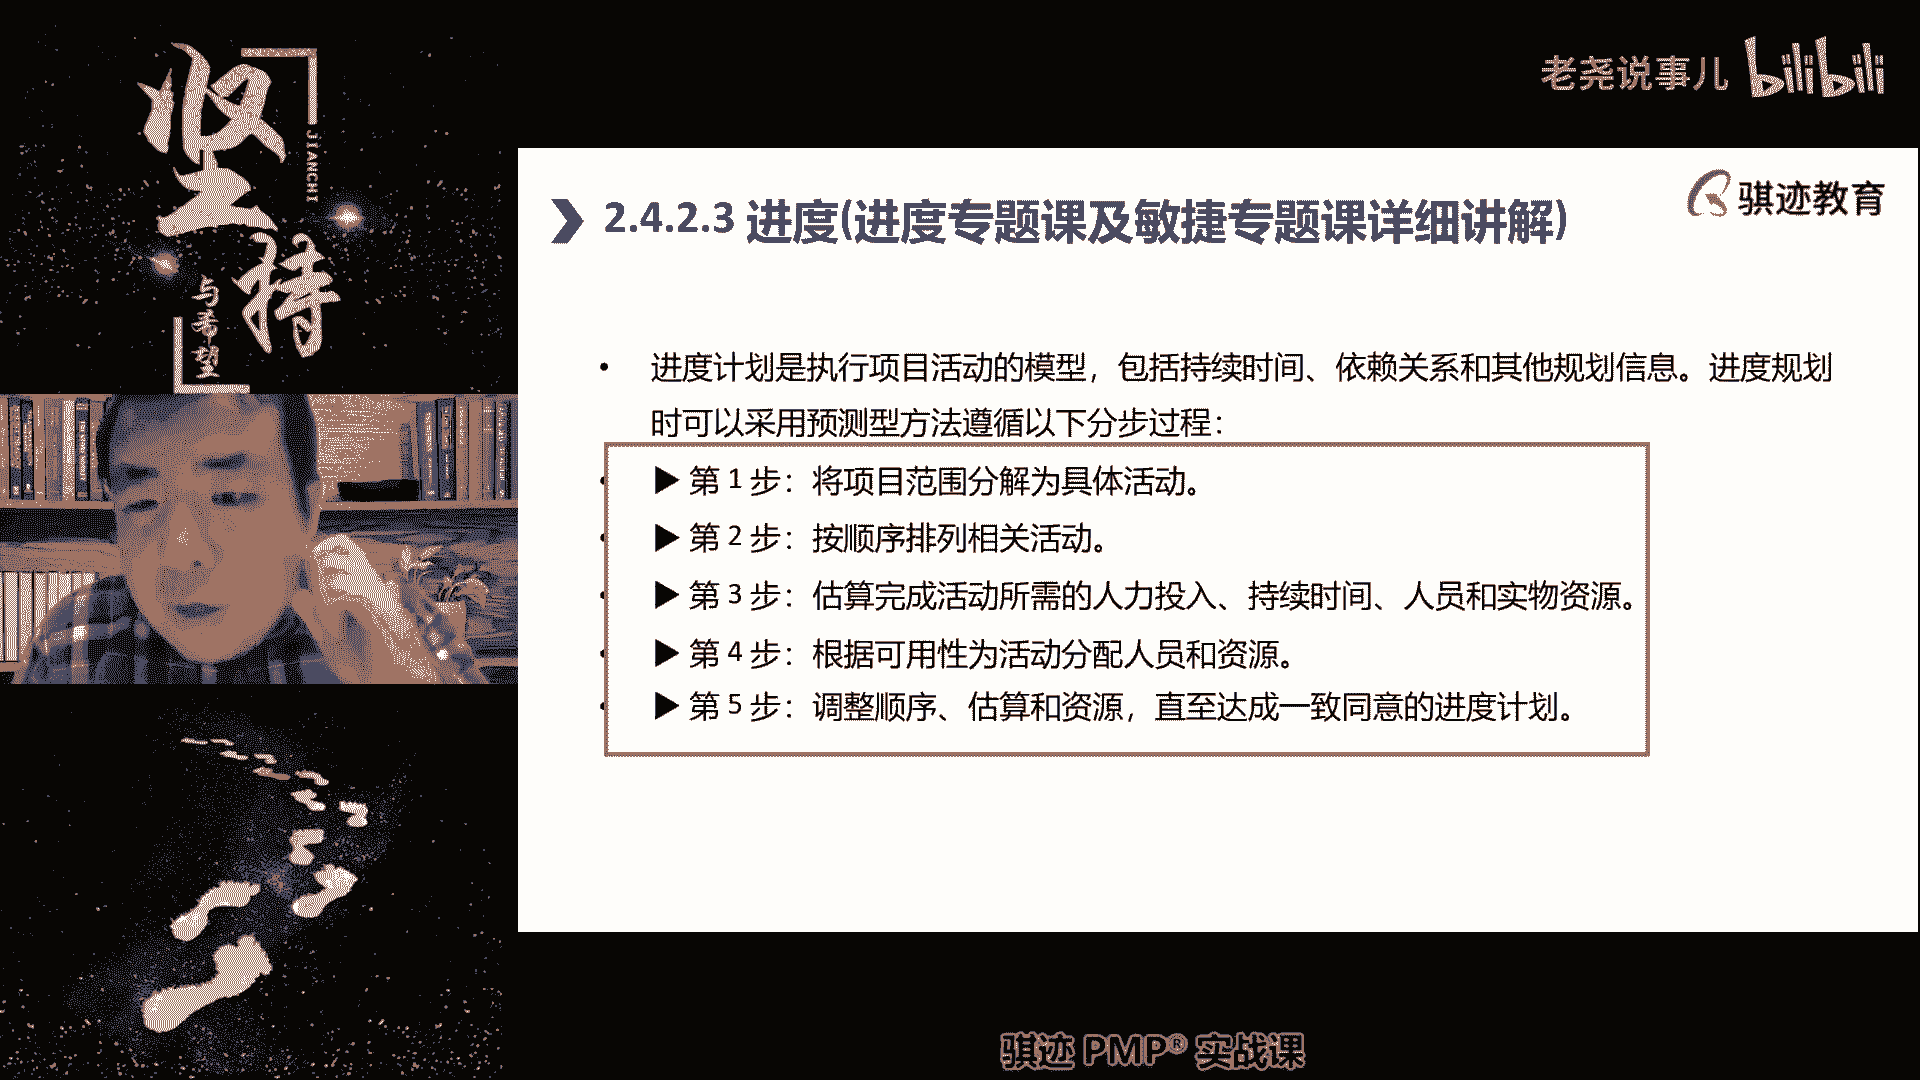 坚持
JIANCHI
与希望
老尧说事儿 bilibili
骐迹教育
2.4.2.3 进度(进度专题课及敏捷专题课详细讲解)
• 进度计划是执行项目活动的模型，包括持续时间、依赖关系和其他规划信息。进度规划
时可以采用预测型方法遵循以下分步过程：
▶ 第 1 步：将项目范围分解为具体活动。
▶ 第 2 步：按顺序排列相关活动。
▶ 第 3 步：估算完成活动所需的人力投入、持续时间、人员和实物资源。
▶ 第 4 步：根据可用性为活动分配人员和资源。
▶ 第 5 步：调整顺序、估算和资源，直至达成一致同意的进度计划。
骐迹 PMP® 实战课